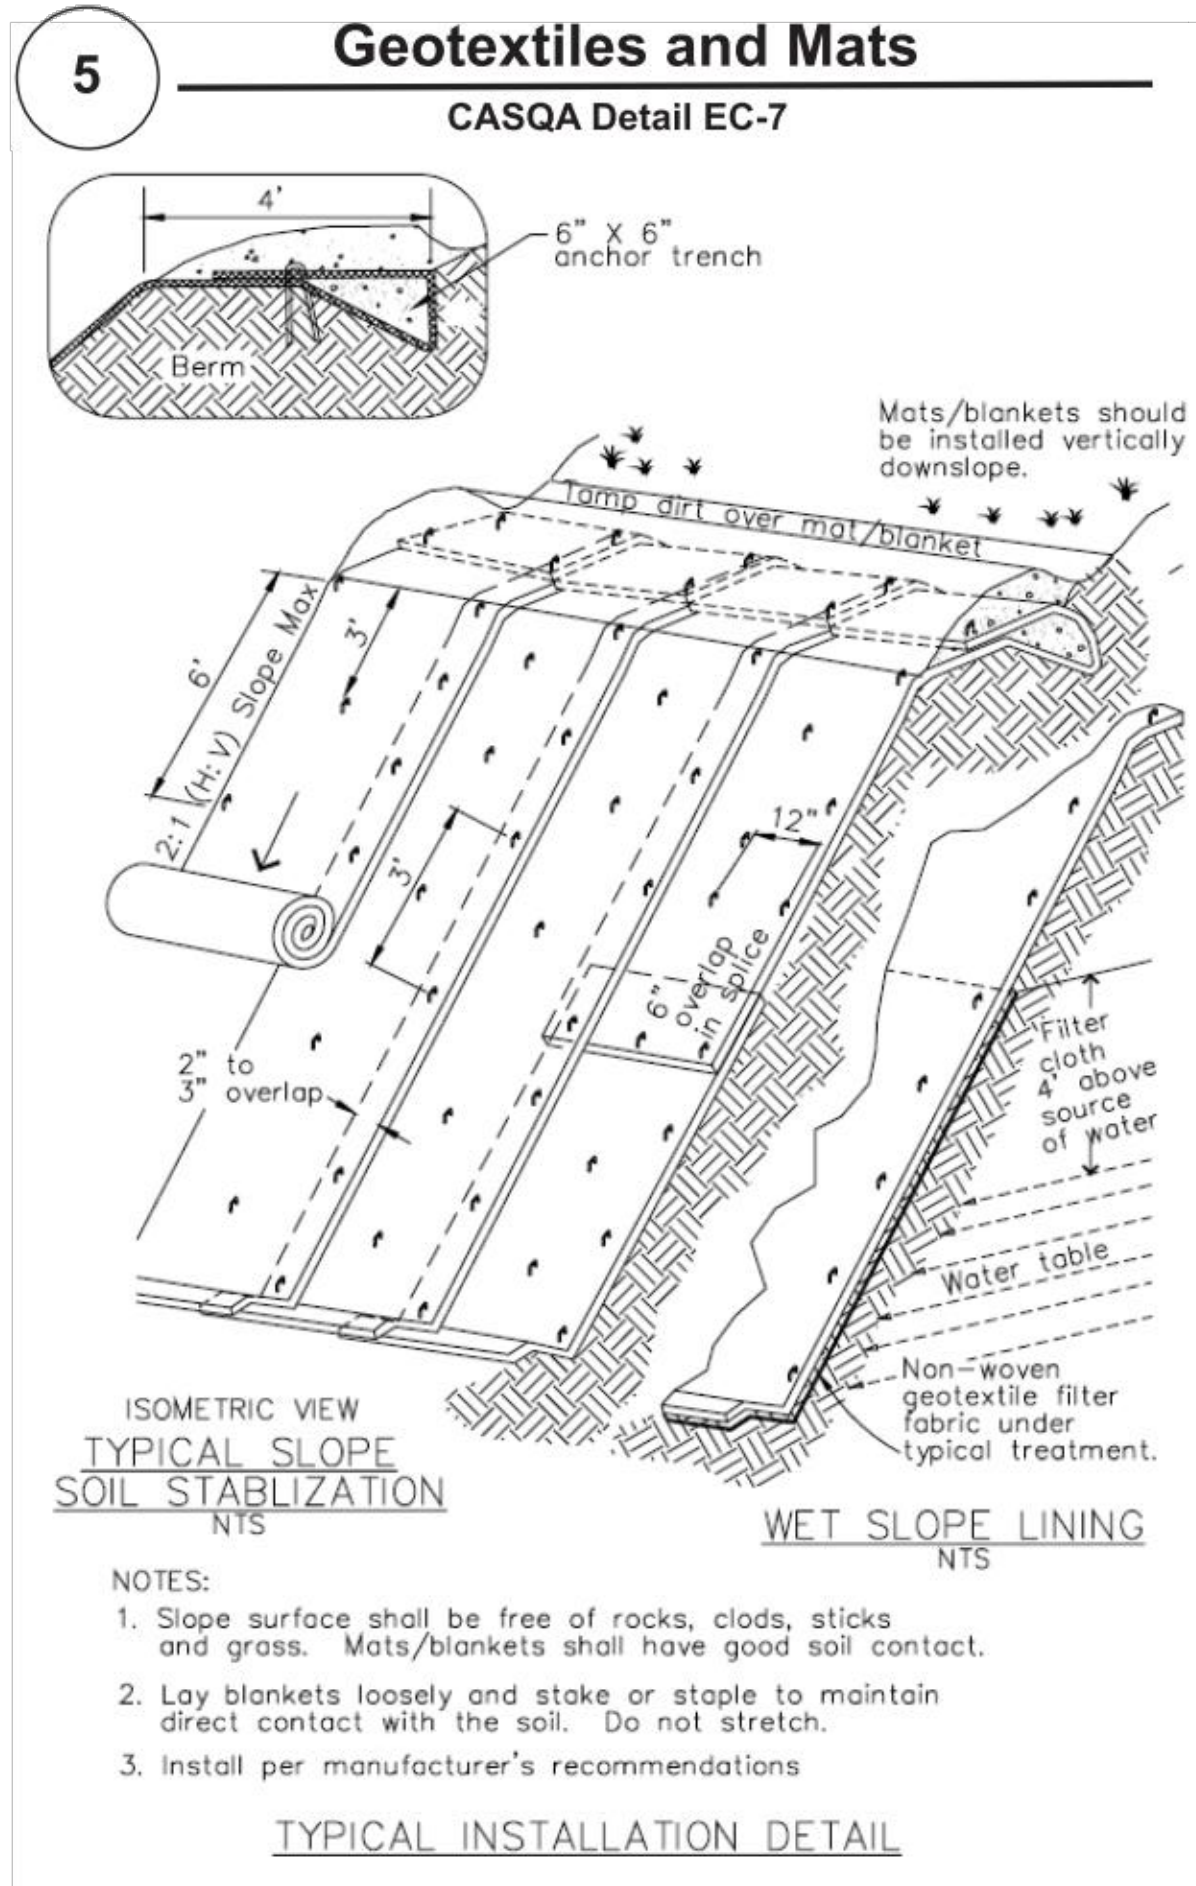 5
Geotextiles and Mats
CASQA Detail EC-7
4'
6" X 6"
anchor trench
Berm
Mats/blankets should
be installed vertically
downslope.
Tamp dirt over mat/blanket
6'
2:1 (H:V) Slope Max
3'
3'
12"
6"
overlap
in splice
2" to
3" overlap
Filter
cloth
4' above
source
of water
Water table
Non-woven
geotextile filter
fabric under
typical treatment.
ISOMETRIC VIEW
TYPICAL SLOPE
SOIL STABLIZATION
NTS
WET SLOPE LINING
NTS
NOTES:
1. Slope surface shall be free of rocks, clods, sticks
and grass. Mats/blankets shall have good soil contact.
2. Lay blankets loosely and stake or staple to maintain
direct contact with the soil. Do not stretch.
3. Install per manufacturer's recommendations
TYPICAL INSTALLATION DETAIL